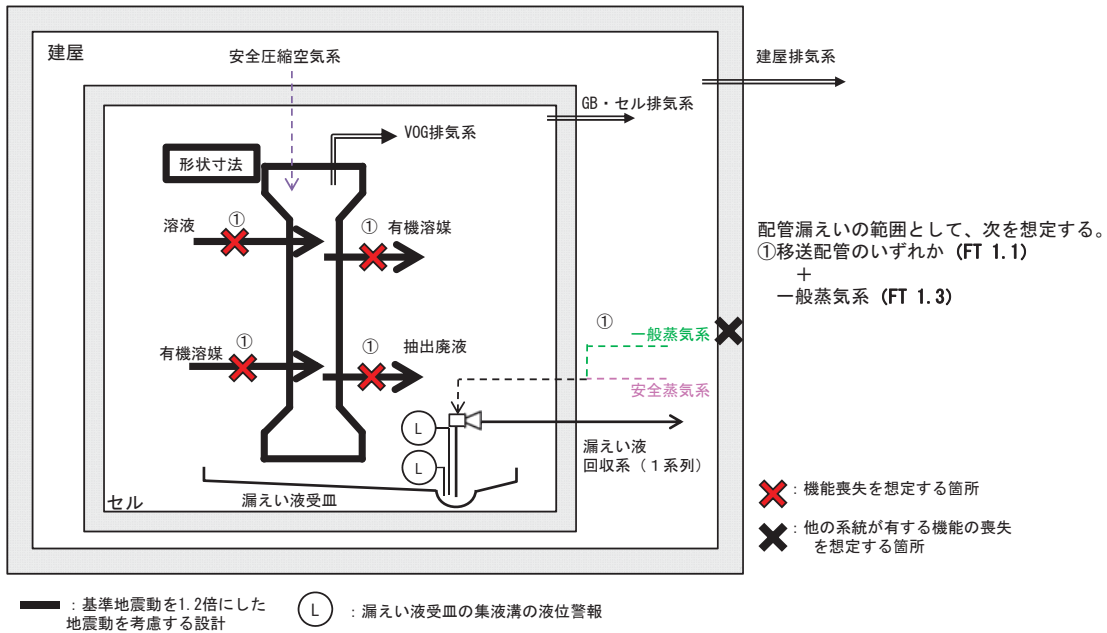 建屋
安全圧縮空気系
建屋排気系
GB・セル排気系
VOG排気系
形状寸法
溶液
①
①
有機溶媒
配管漏えいの範囲として、次を想定する。
①移送配管のいずれか (FT 1.1)
+
一般蒸気系 (FT 1.3)
①
一般蒸気系
有機溶媒
①
①
抽出廃液
安全蒸気系
L
L
漏えい液
回収系（１系列）
漏えい液受皿
セル
：機能喪失を想定する箇所
：他の系統が有する機能の喪失
を想定する箇所
：基準地震動を1.2倍にした
地震動を考慮する設計
L
：漏えい液受皿の集液溝の液位警報